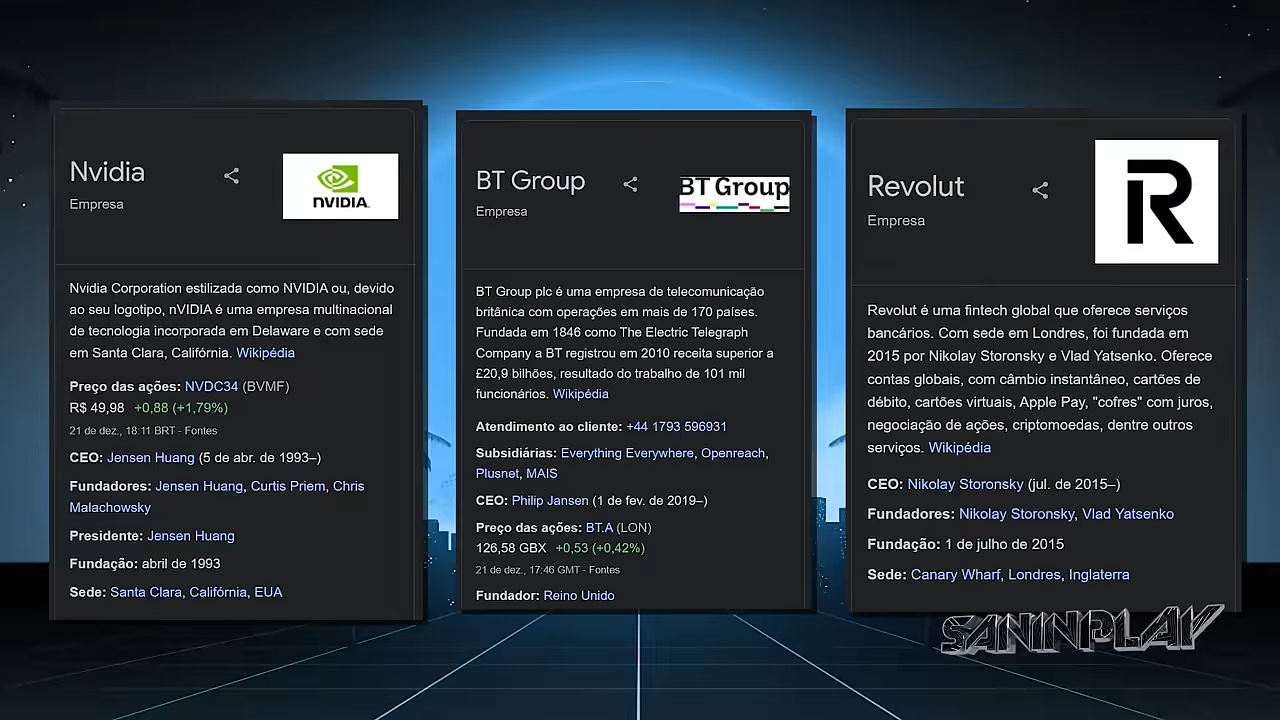 Nvidia
Empresa
NVIDIA.
Nvidia Corporation estilizada como NVIDIA ou, devido
ao seu logotipo, nVIDIA é uma empresa multinacional
de tecnologia incorporada em Delaware e com sede
em Santa Clara, Califórnia. Wikipédia
Preço das ações: NVDC34 (BVMF)
R$ 49,98 +0,88 (+1,79%)
21 de dez., 18:11 BRT - Fontes
CEO: Jensen Huang (5 de abr. de 1993–)
Fundadores: Jensen Huang, Curtis Priem, Chris
Malachowsky
Presidente: Jensen Huang
Fundação: abril de 1993
Sede: Santa Clara, Califórnia, EUA
BT Group
Empresa
BT Group
BT Group plc é uma empresa de telecomunicação
britânica com operações em mais de 170 países.
Fundada em 1846 como The Electric Telegraph
Company a BT registrou em 2010 receita superior a
£20,9 bilhões, resultado do trabalho de 101 mil
funcionários. Wikipédia
Atendimento ao cliente: +44 1793 596931
Subsidiárias: Everything Everywhere, Openreach,
Plusnet, MAIS
CEO: Philip Jansen (1 de fev. de 2019–)
Preço das ações: BT.A (LON)
126,58 GBX +0,53 (+0,42%)
21 de dez., 17:46 GMT - Fontes
Fundador: Reino Unido
Revolut
Empresa
R
Revolut é uma fintech global que oferece serviços
bancários. Com sede em Londres, foi fundada em
2015 por Nikolay Storonsky e Vlad Yatsenko. Oferece
contas globais, com câmbio instantâneo, cartões de
débito, cartões virtuais, Apple Pay, "cofres" com juros,
negociação de ações, criptomoedas, dentre outros
serviços. Wikipédia
CEO: Nikolay Storonsky (jul. de 2015–)
Fundadores: Nikolay Storonsky, Vlad Yatsenko
Fundação: 1 de julho de 2015
Sede: Canary Wharf, Londres, Inglaterra
SANINPLAY